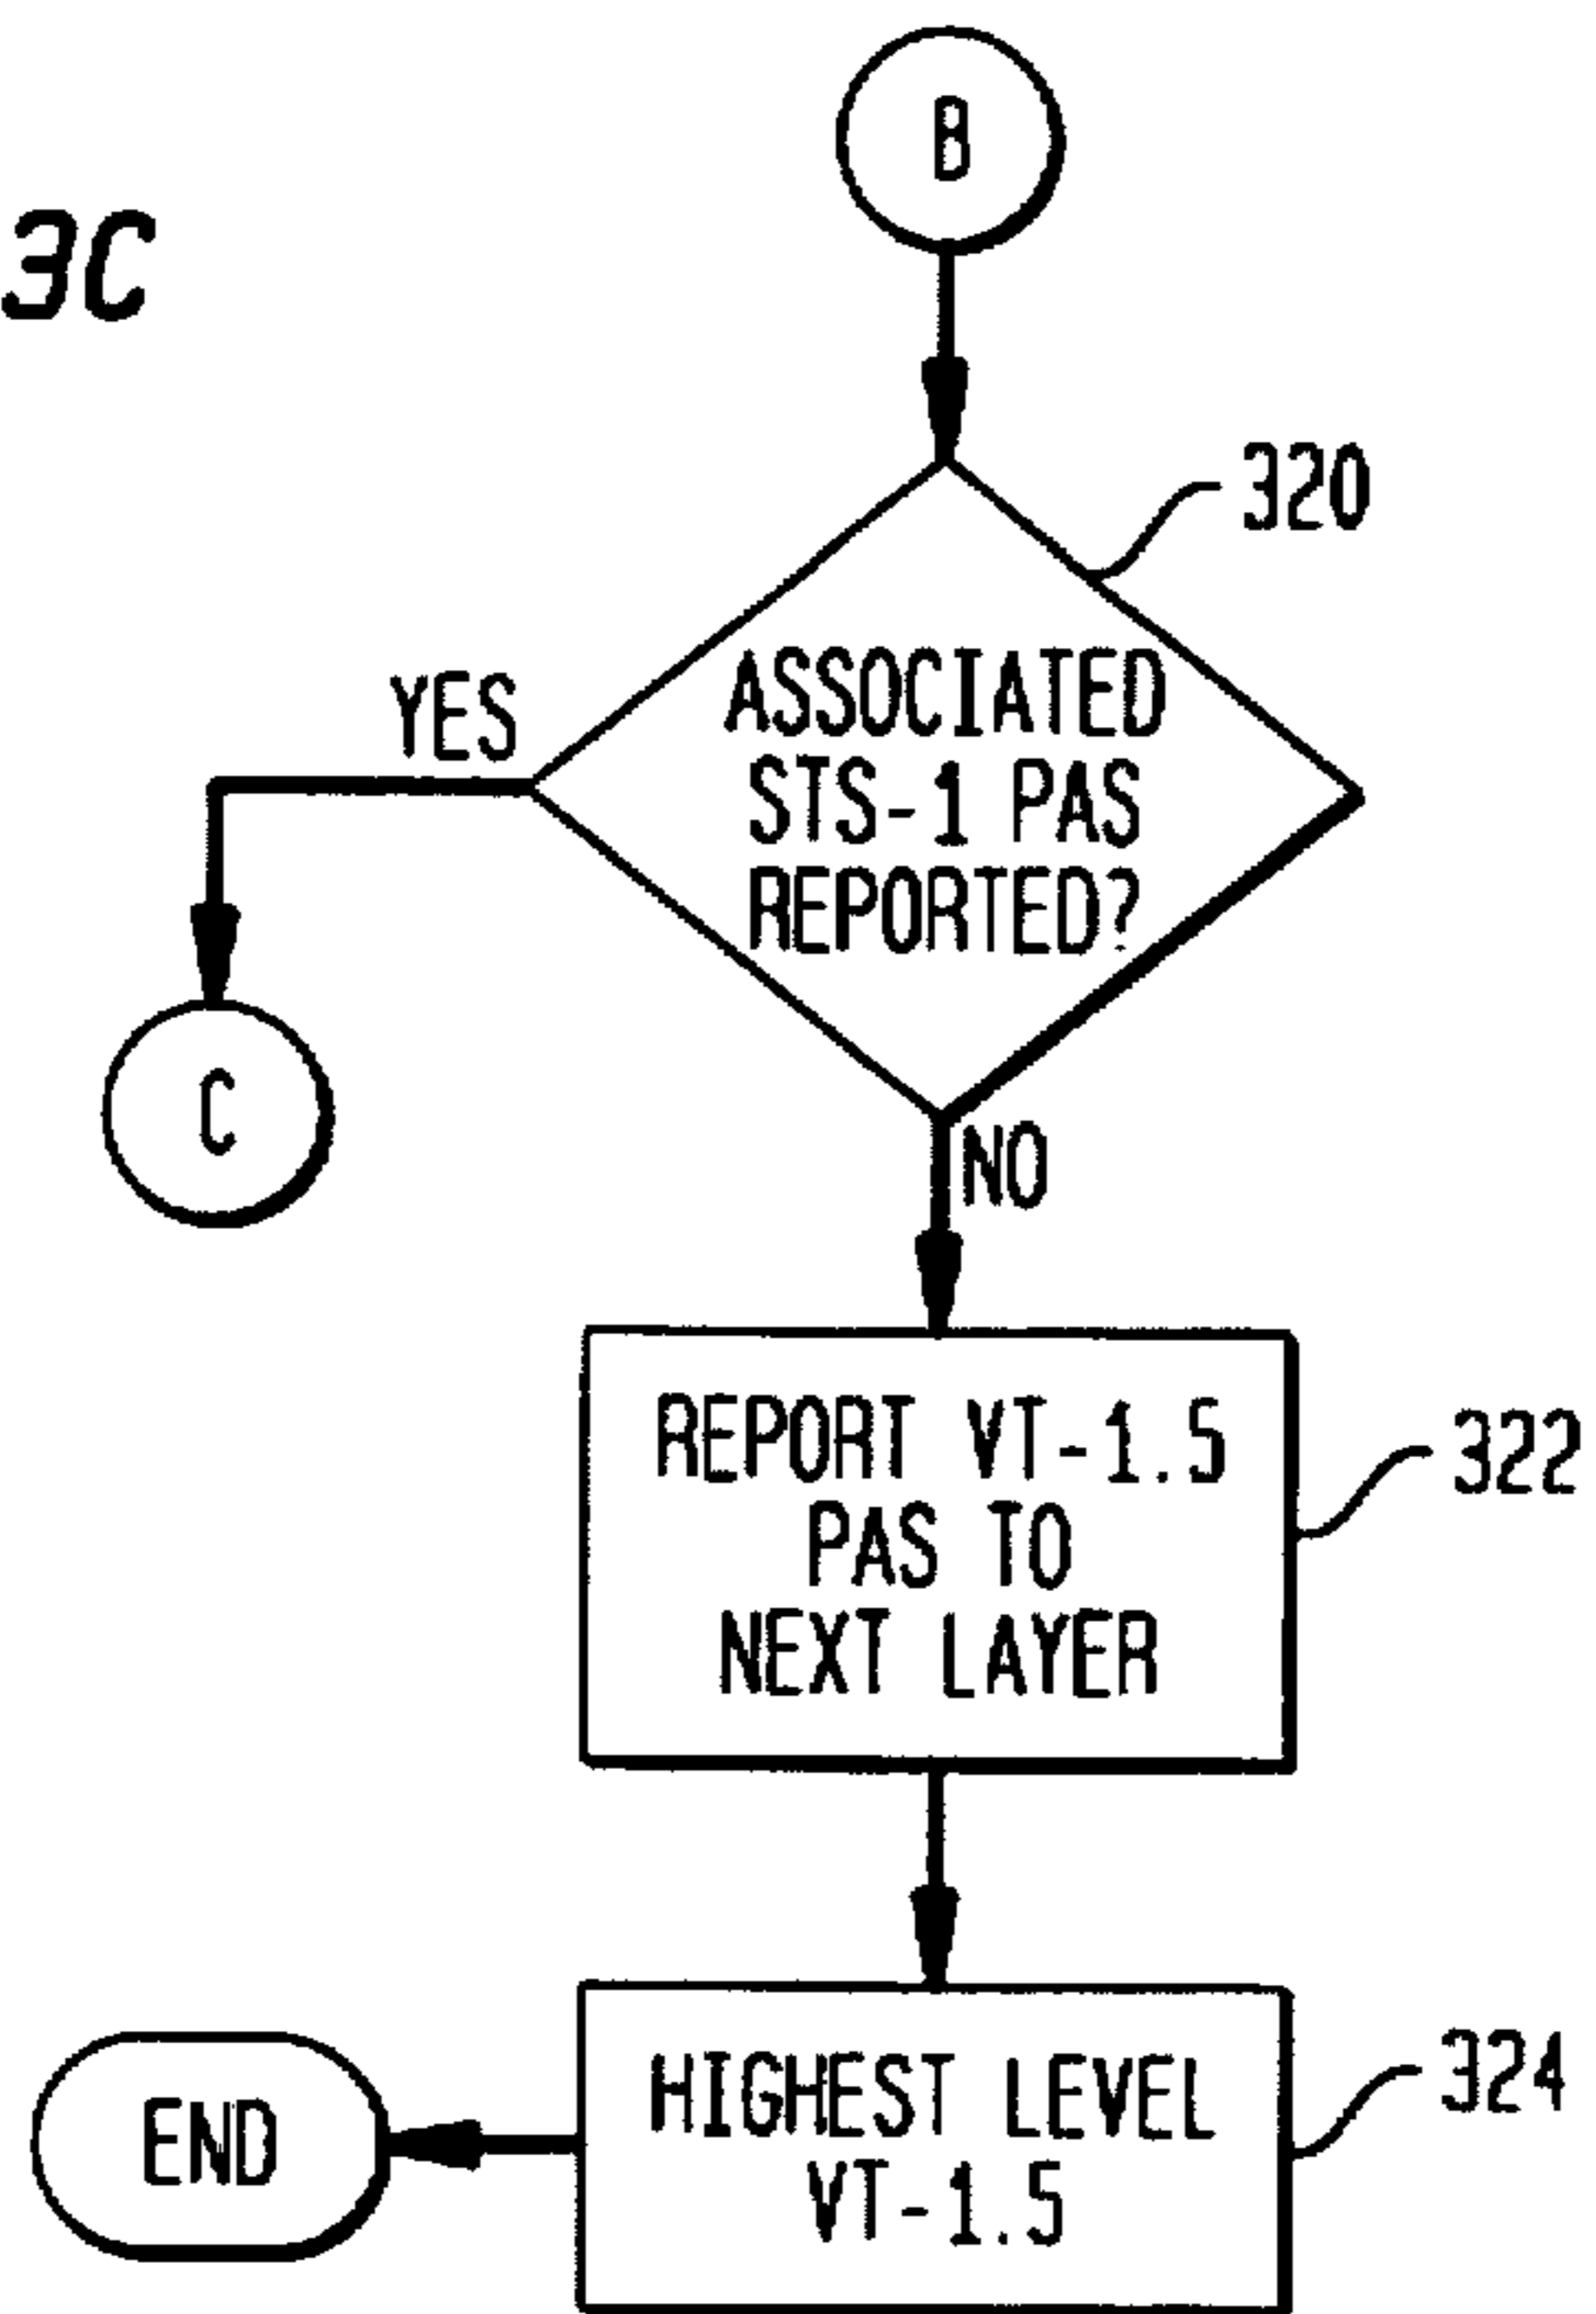 3C
B
320
YES
ASSOCIATED
STS-1 PAS
REPORTED?
C
NO
REPORT VT-1.5
PAS TO
NEXT LAYER
322
HIGHEST LEVEL
VT-1.5
324
END